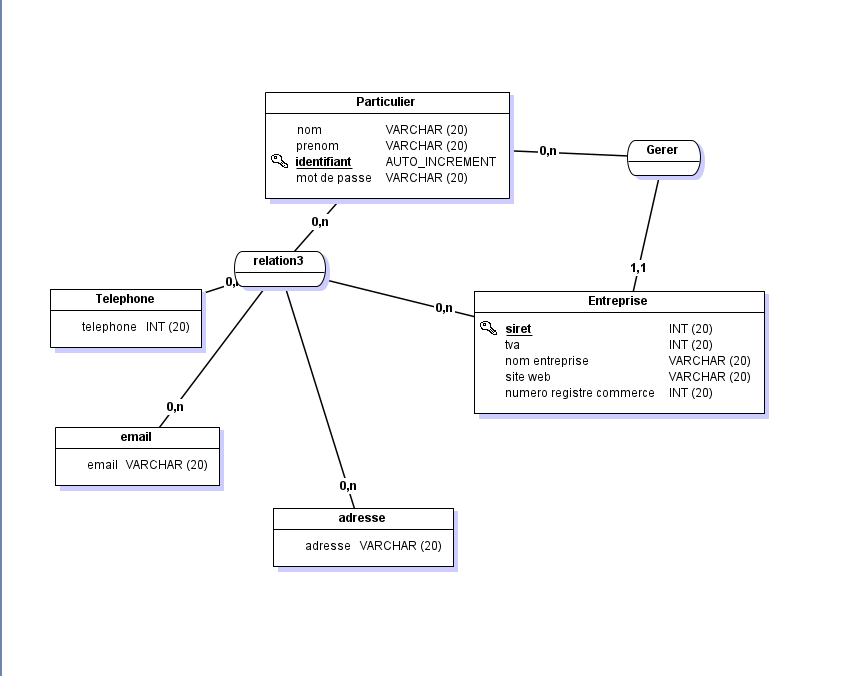 Particulier
nom VARCHAR (20)
prenom VARCHAR (20)
identifiant AUTO_INCREMENT
mot de passe VARCHAR (20)
0,n
Gerer
0,n
1,1
relation3
0,
0,n
Telephone
telephone INT (20)
Entreprise
siret INT (20)
tva INT (20)
nom entreprise VARCHAR (20)
site web VARCHAR (20)
numero registre commerce INT (20)
0,n
email
email VARCHAR (20)
0,n
adresse
adresse VARCHAR (20)